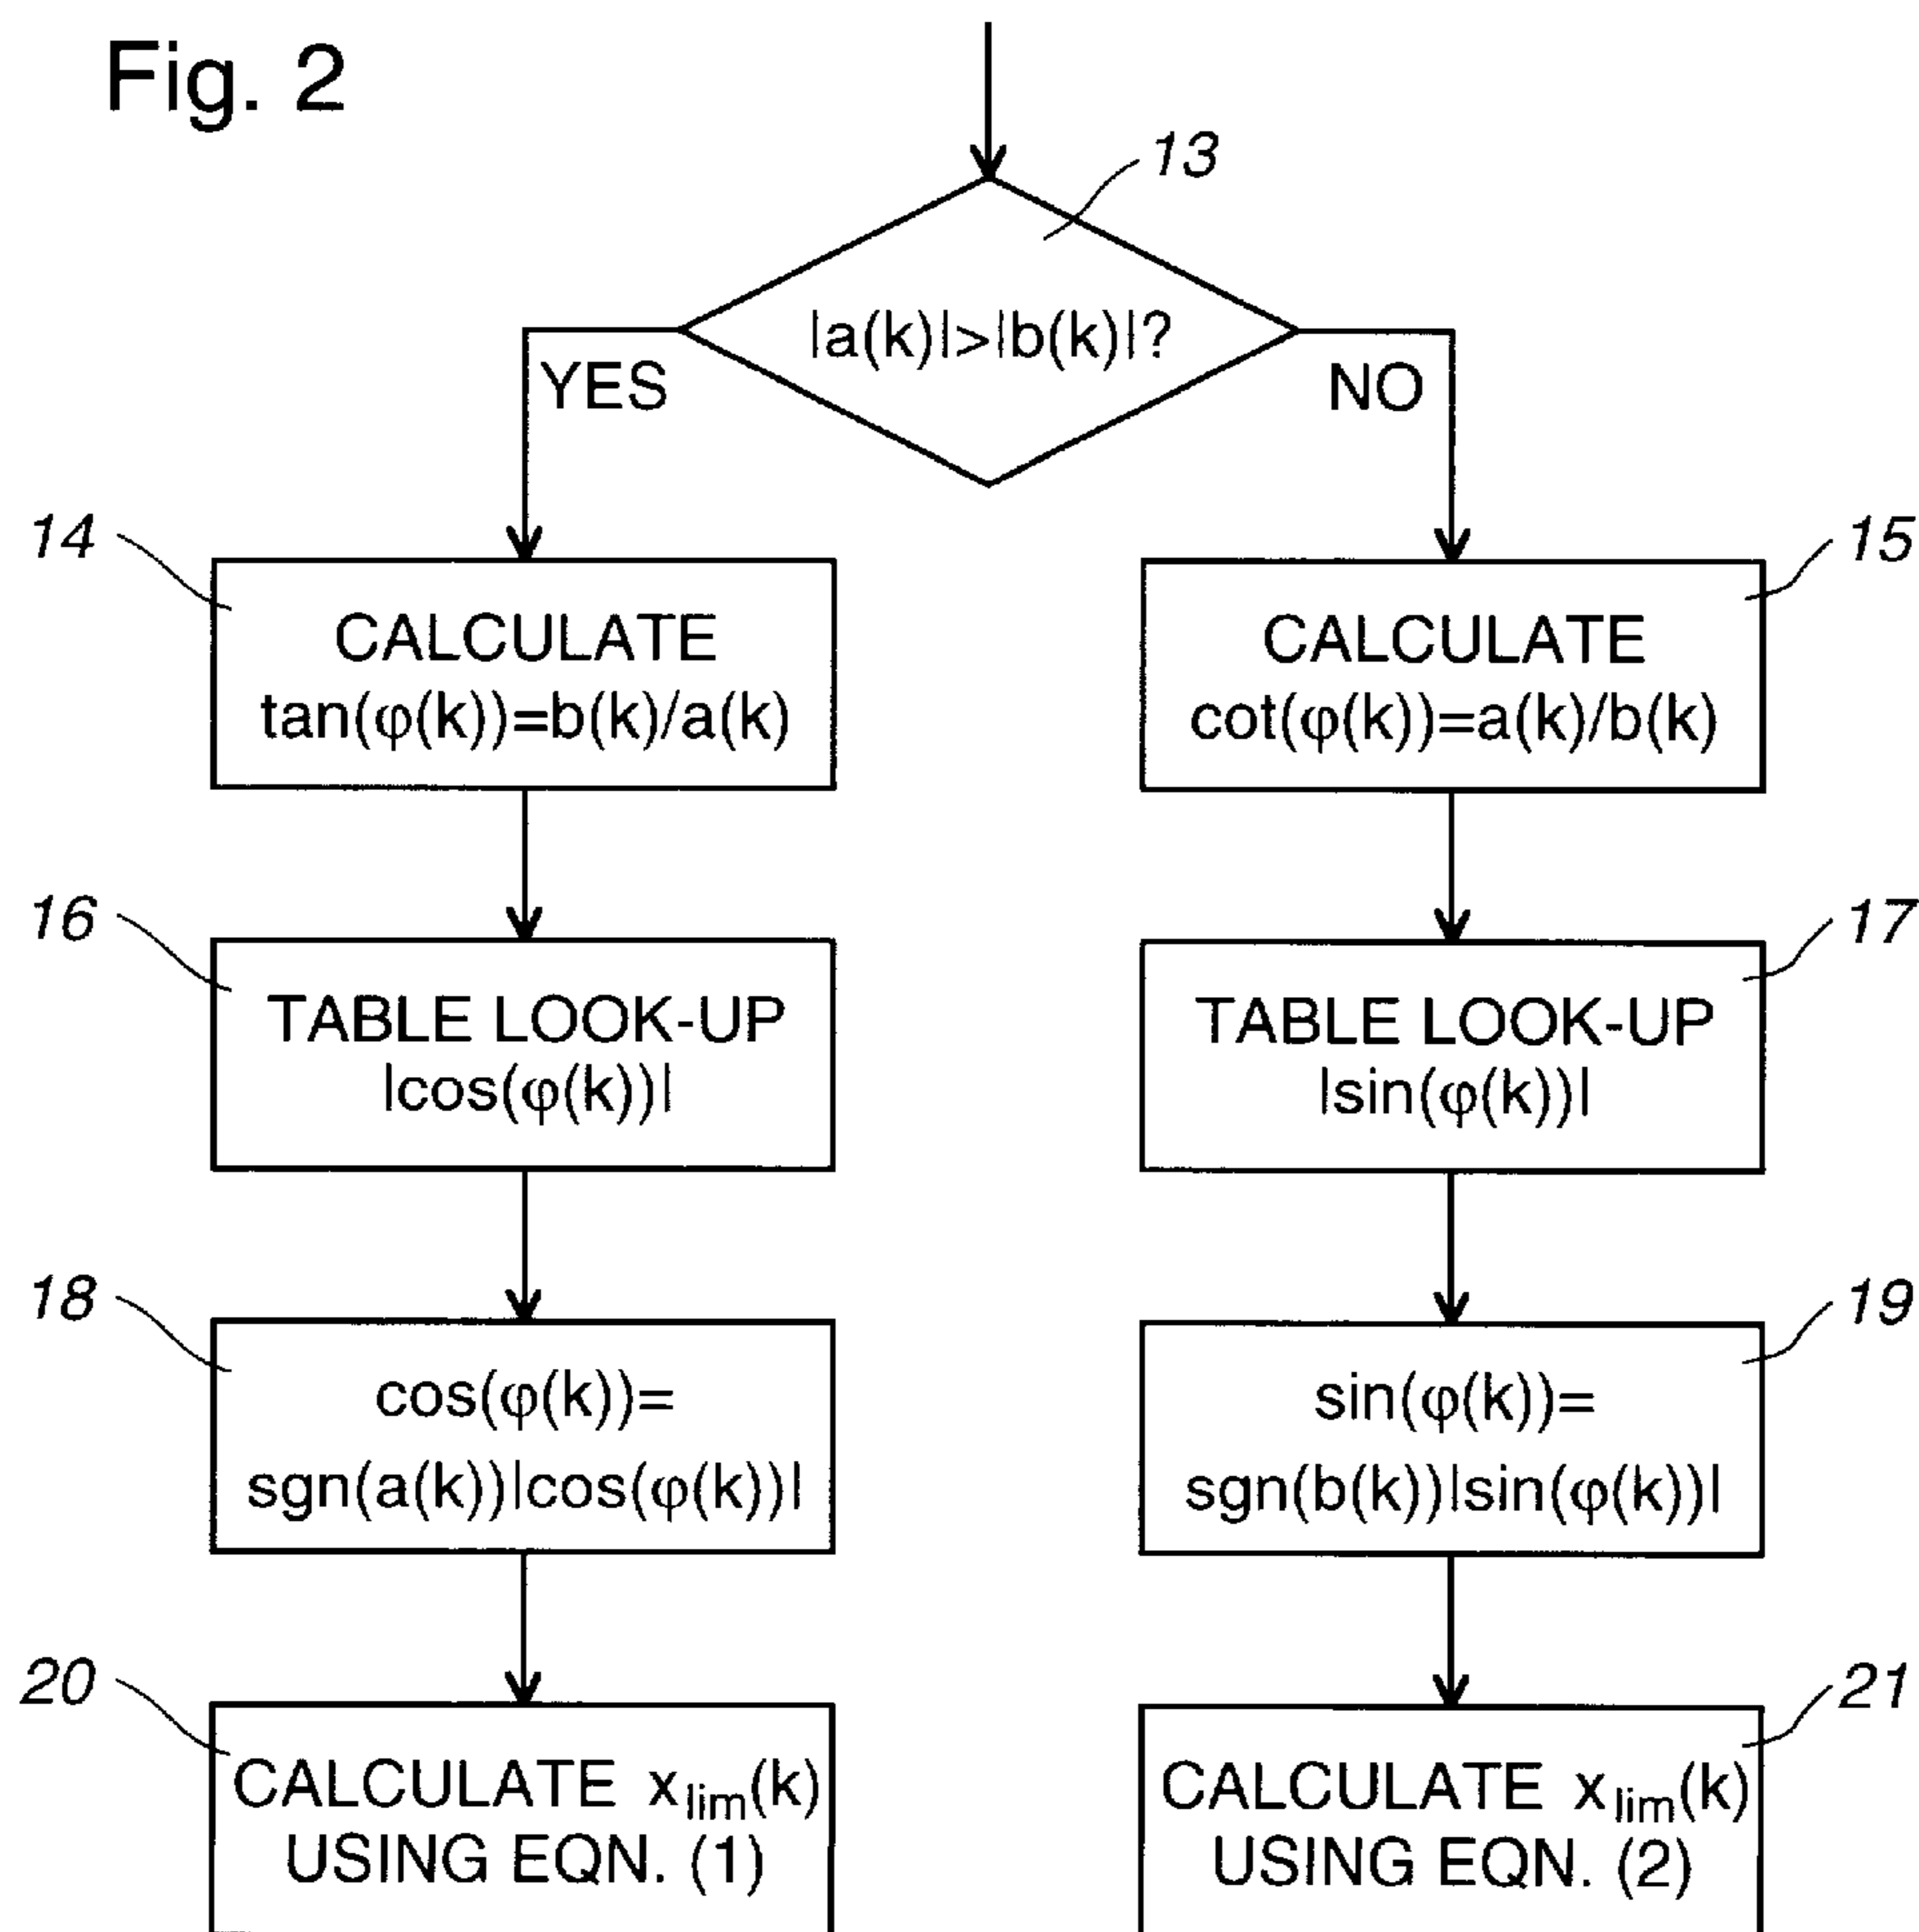 Fig. 2
13
|a(k)|>|b(k)|?
YES
NO
14
CALCULATE
tan(φ(k))=b(k)/a(k)
15
CALCULATE
cot(φ(k))=a(k)/b(k)
16
TABLE LOOK-UP
|cos(φ(k))|
17
TABLE LOOK-UP
|sin(φ(k))|
18
cos(φ(k))=
sgn(a(k))|cos(φ(k))|
19
sin(φ(k))=
sgn(b(k))|sin(φ(k))|
20
CALCULATE x_lim(k)
USING EQN. (1)
21
CALCULATE x_lim(k)
USING EQN. (2)